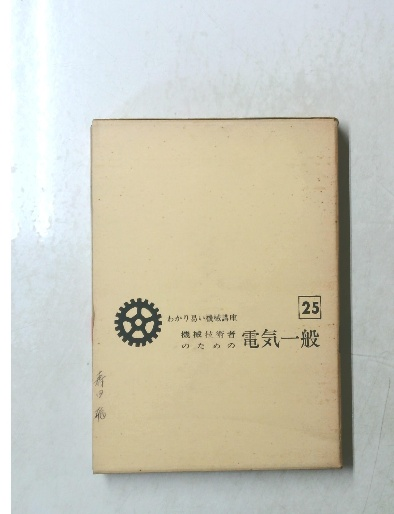 わかり易い機械講座
25
機械技術者
のための
電気一般